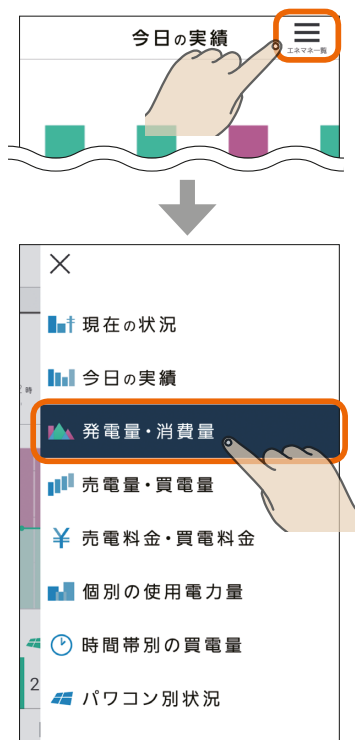 今日の実績
エネマネ一覧
現在の状況
今日の実績
時
発電量・消費量
売電量・買電量
¥ 売電料金・買電料金
個別の使用電力量
時間帯別の買電量
2
パワコン別状況